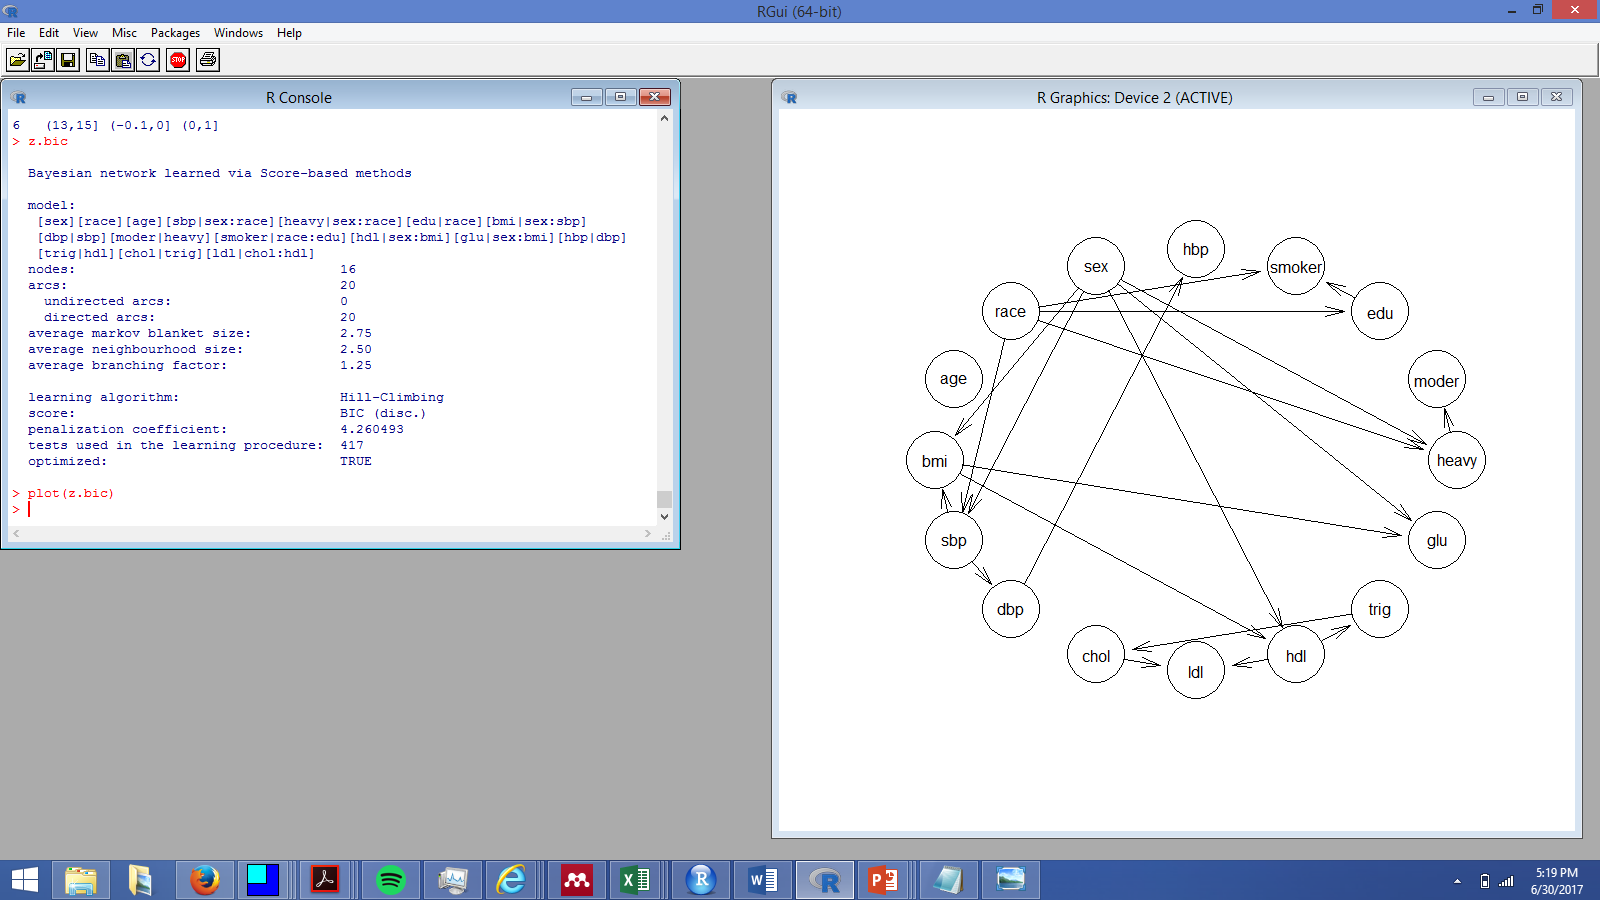 RGui (64-bit)
File Edit View Misc Packages Windows Help
STOP
R Console
6   (13,15] (-0.1,0] (0,1]
> z.bic
Bayesian network learned via Score-based methods
model:
[sex][race][age][sbp|sex:race][heavy|sex:race][edu|race][bmi|sex:sbp]
[dbp|sbp][moder|heavy][smoker|race:edu][hdl|sex:bmi][glu|sex:bmi][hbp|dbp]
[trig|hdl][chol|trig][ldl|chol:hdl]
nodes: 16
arcs: 20
undirected arcs: 0
directed arcs: 20
average markov blanket size: 2.75
average neighbourhood size: 2.50
average branching factor: 1.25
learning algorithm: Hill-Climbing
score: BIC (disc.)
penalization coefficient: 4.260493
tests used in the learning procedure: 417
optimized: TRUE
> plot(z.bic)
>
R Graphics: Device 2 (ACTIVE)
hbp
sex
smoker
race
edu
age
moder
bmi
heavy
sbp
glu
dbp
trig
chol
ldl
hdl
5:19 PM
6/30/2017